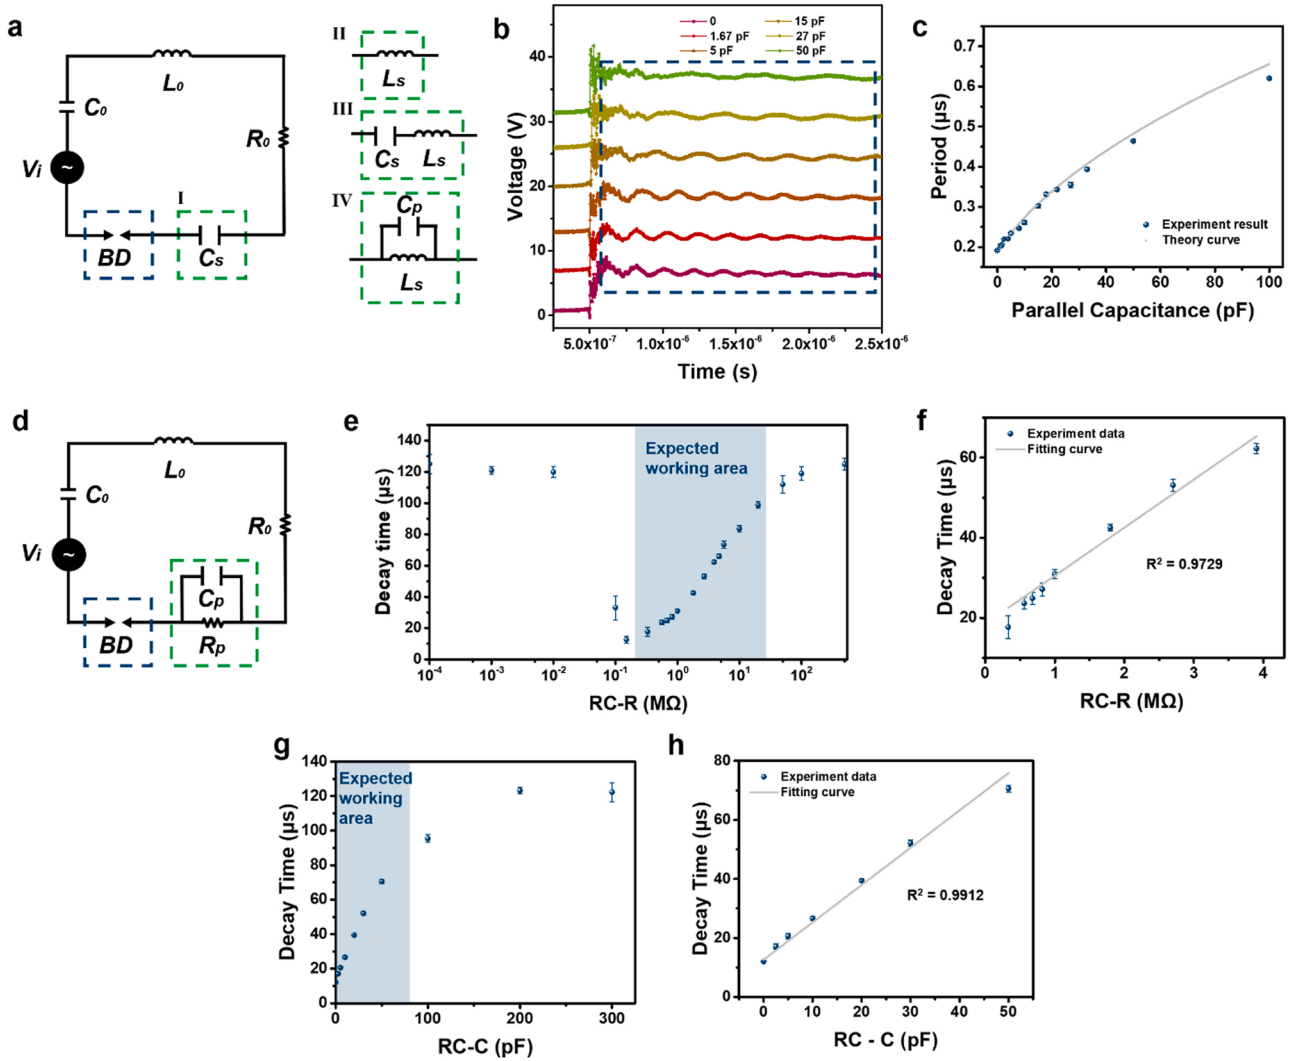 a
L₀
C₀
R₀
Vi
I
BD
Cs
II
Ls
III
Cs
Ls
IV
Cp
Ls
b
0
1.67 pF
5 pF
15 pF
27 pF
50 pF
Voltage (V)
40
30
20
10
0
5.0x10⁻⁷
1.0x10⁻⁶
1.5x10⁻⁶
2.0x10⁻⁶
2.5x10⁻⁶
Time (s)
c
Period (μs)
0.7
0.6
0.5
0.4
0.3
0.2
Experiment result
Theory curve
0
20
40
60
80
100
Parallel Capacitance (pF)
d
L₀
C₀
R₀
Vi
Cp
BD
Rp
e
Decay time (μs)
140
120
100
80
60
40
20
0
Expected
working area
10⁻⁴
10⁻³
10⁻²
10⁻¹
10⁰
10¹
10²
RC-R (MΩ)
f
Decay Time (μs)
60
40
20
Experiment data
Fitting curve
R² = 0.9729
0
1
2
3
4
RC-R (MΩ)
g
Decay Time (μs)
140
120
100
80
60
40
20
0
Expected
working
area
0
100
200
300
RC-C (pF)
h
Decay Time (μs)
80
60
40
20
0
Experiment data
Fitting curve
R² = 0.9912
0
10
20
30
40
50
RC - C (pF)